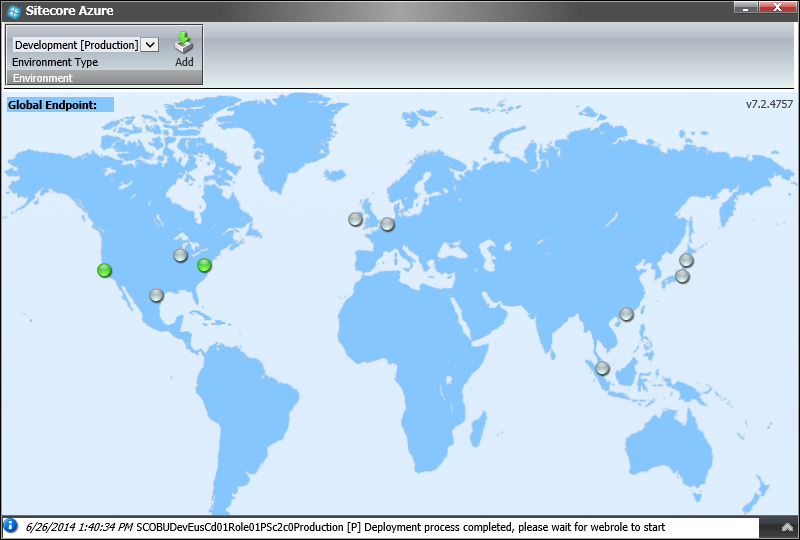 Sitecore Azure
Development [Production]
Environment Type
Add
Environment
Global Endpoint:
v7.2.4757
6/26/2014 1:40:34 PM SCOBUDevEusCd01Role01PSc2c0Production [P] Deployment process completed, please wait for webrole to start